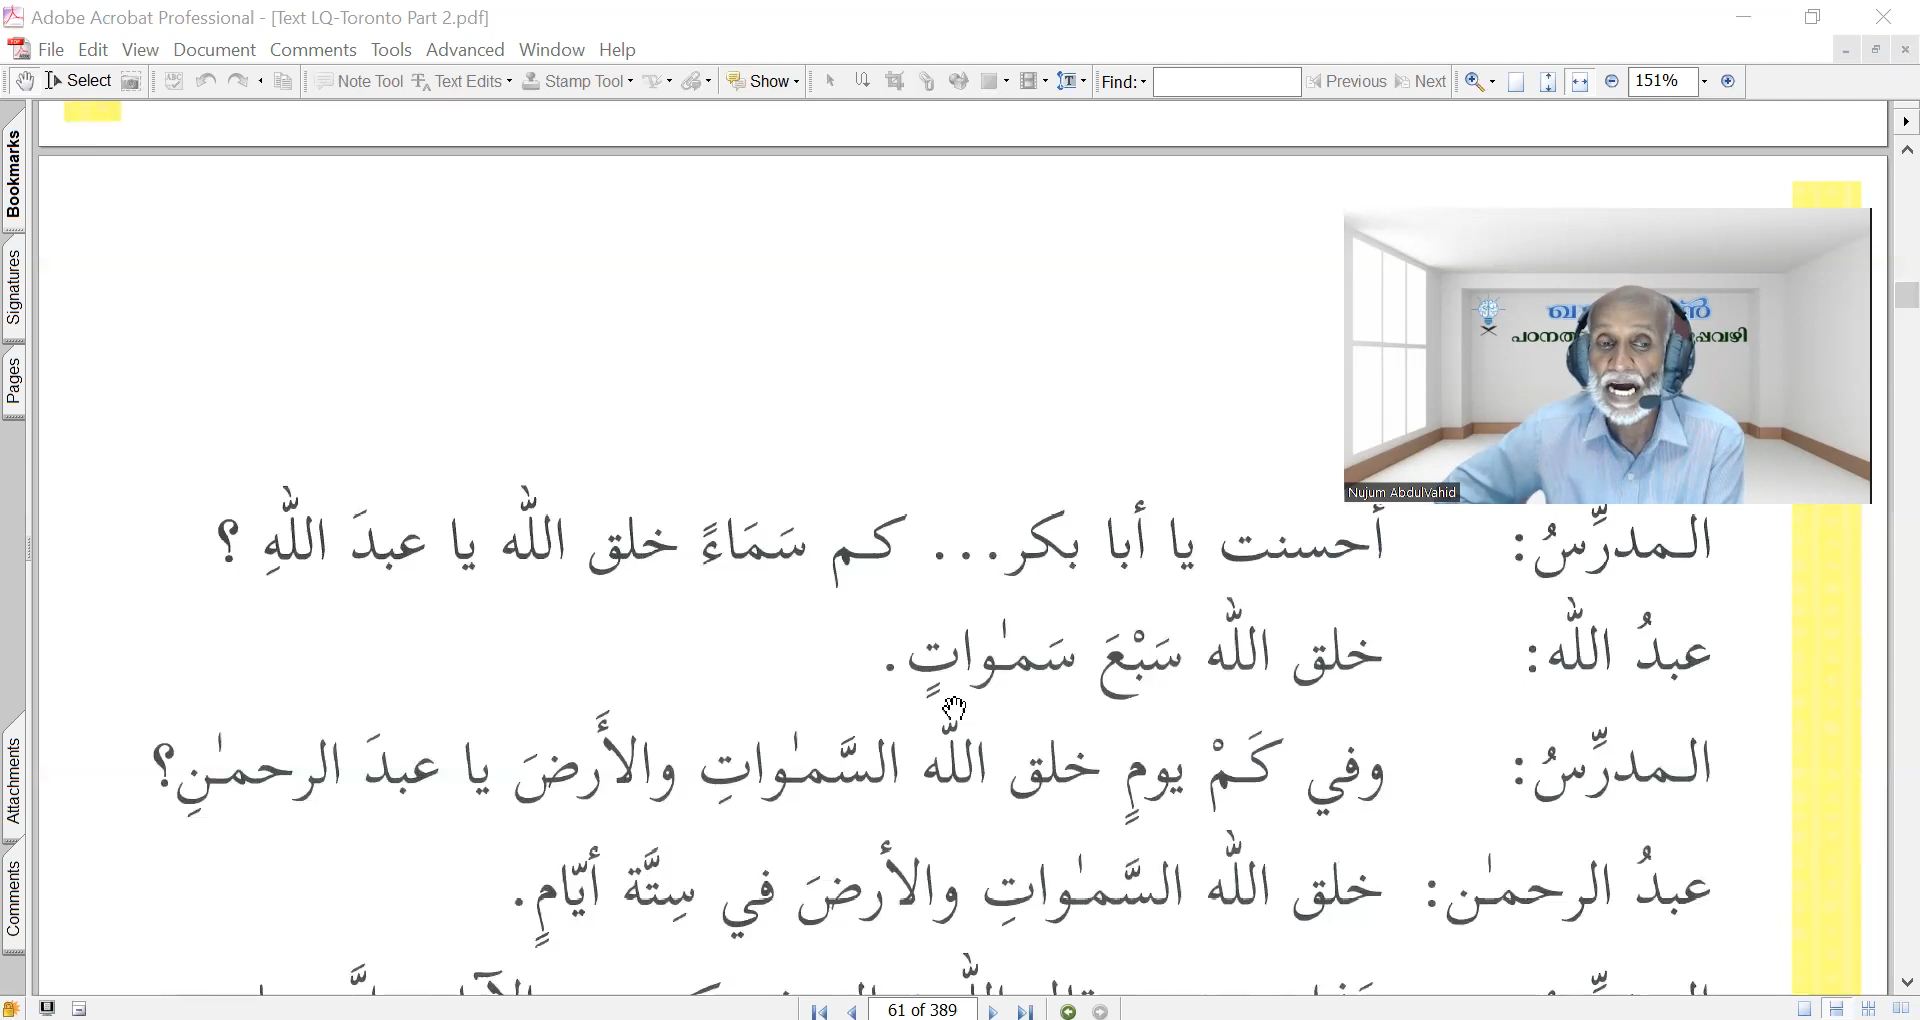 Adobe Acrobat Professional - [Text LQ-Toronto Part 2.pdf]
File Edit View Document Comments Tools Advanced Window Help
Select Note Tool Text Edits Stamp Tool Show Find: Previous Next 151%
Bookmarks
Signatures
Pages
Attachments
Comments
Nujum AbdulVahid
المدرِّسُ: أحسنت يا أبا بكر... كم سَمَاءً خلق اللّٰه يا عبدَ اللّٰهِ ؟
عبدُ اللّٰه: خلق اللّٰه سَبْعَ سَمٰواتٍ.
المدرِّسُ: وفي كَمْ يومٍ خلق اللّٰه السَّمٰواتِ والأَرضَ يا عبدَ الرحمٰنِ؟
عبدُ الرحمٰن: خلق اللّٰه السَّمٰواتِ والأرضَ في سِتَّة أيّامٍ.
61 of 389